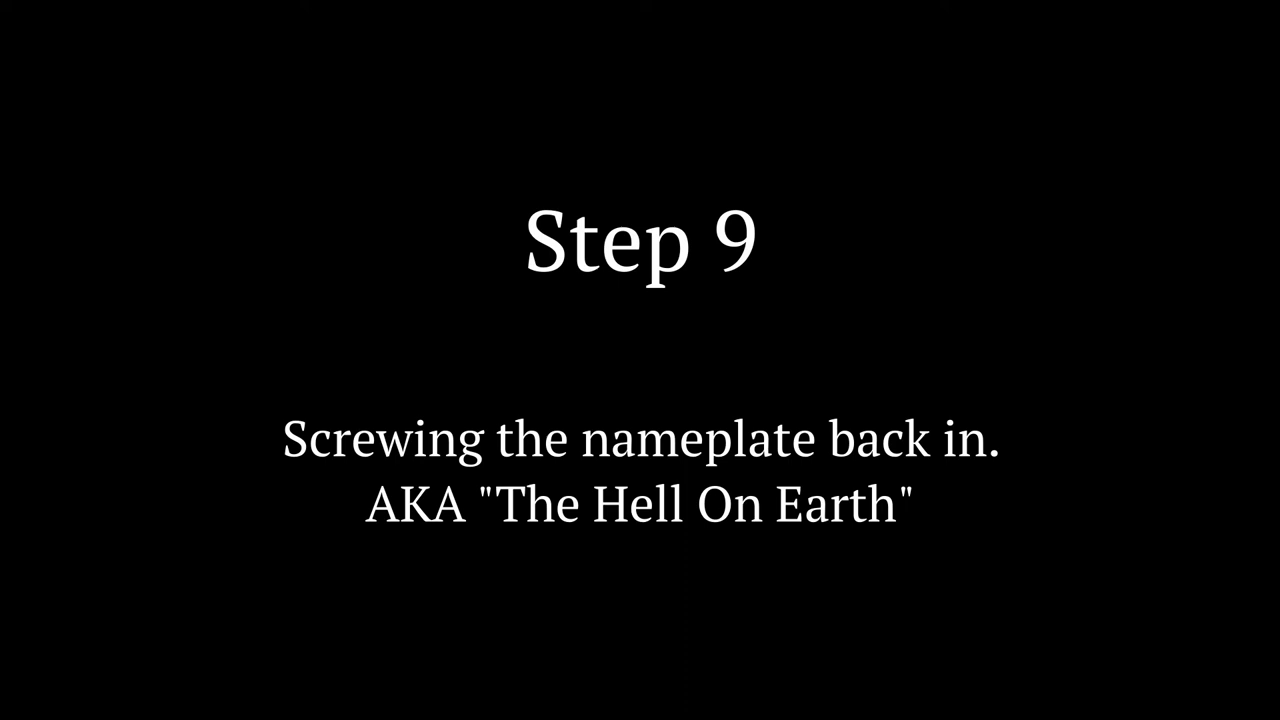 Step 9
Screwing the nameplate back in.
AKA "The Hell On Earth"